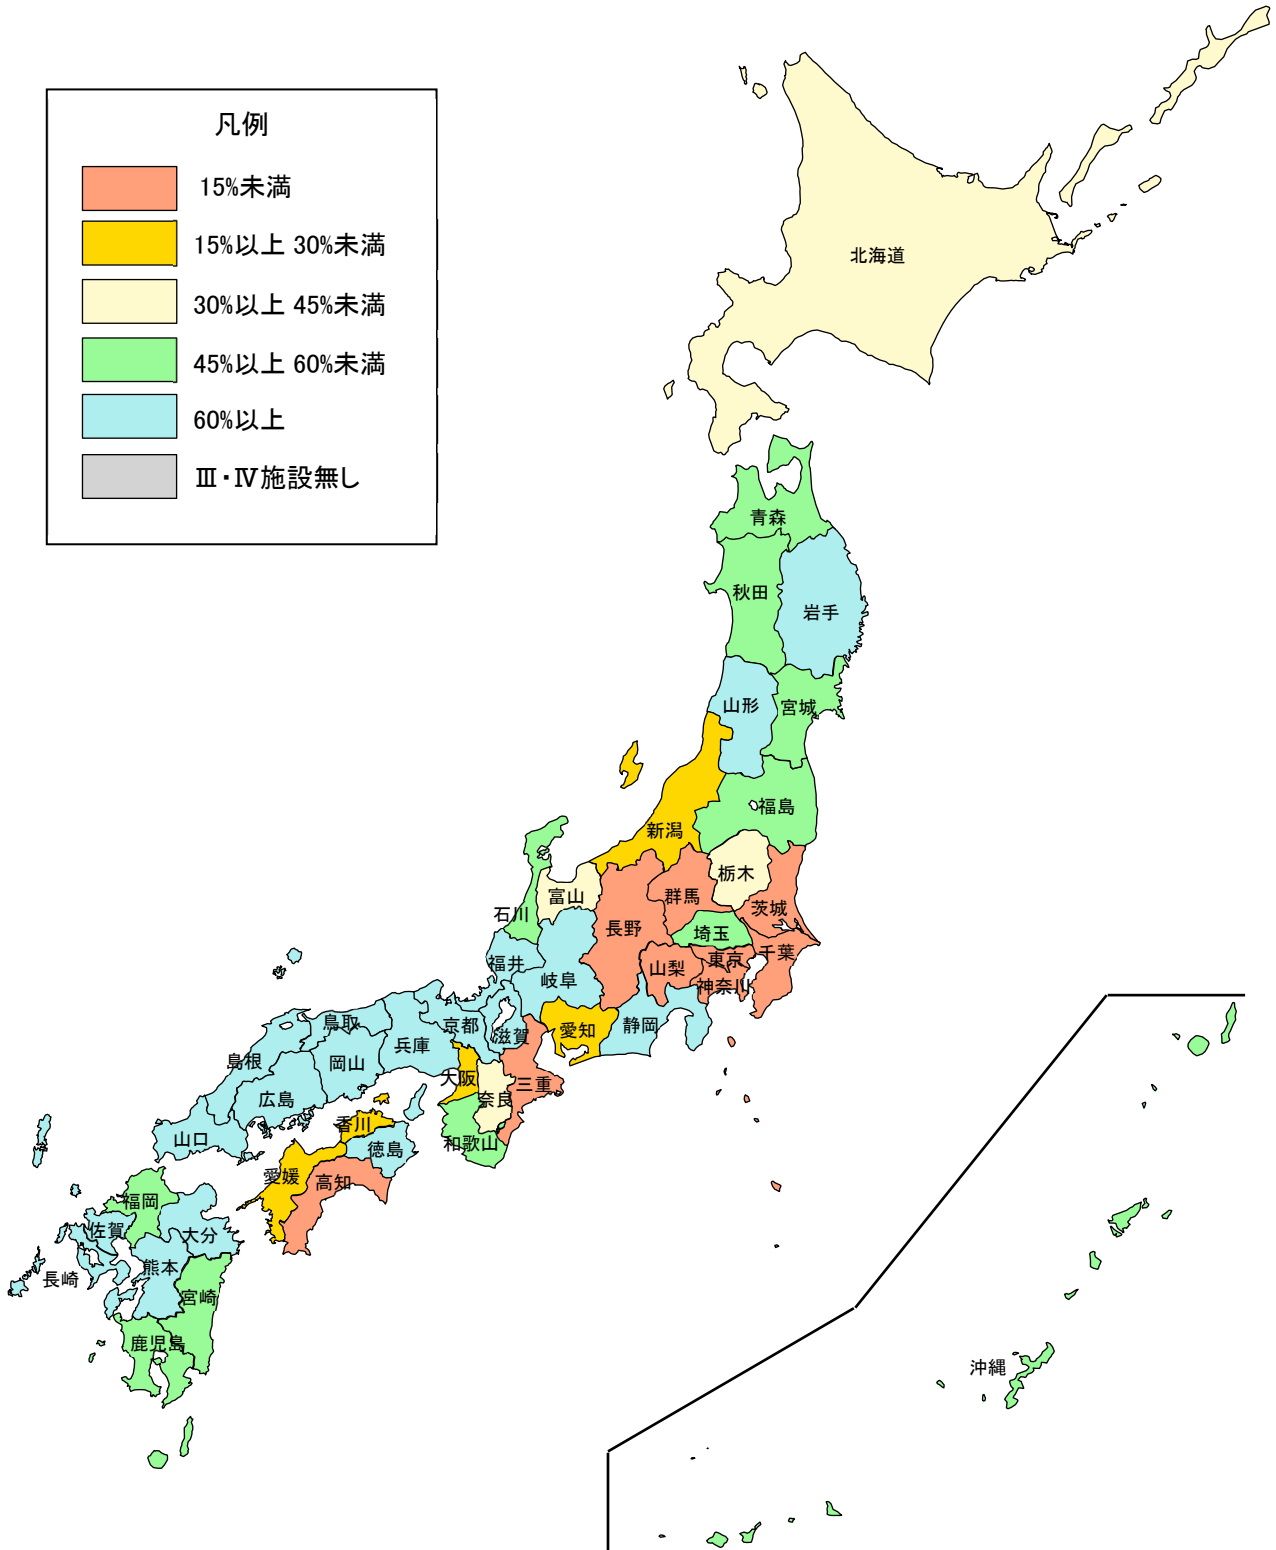 凡例
15%未満
15%以上 30%未満
30%以上 45%未満
45%以上 60%未満
60%以上
Ⅲ・Ⅳ施設無し
北海道
青森
秋田
岩手
山形
宮城
福島
新潟
栃木
群馬
富山
茨城
石川
長野
埼玉
千葉
東京
福井
山梨
岐阜
神奈川
鳥取
京都
滋賀
愛知
静岡
兵庫
島根
岡山
大阪
三重
広島
奈良
香川
山口
和歌山
徳島
愛媛
高知
福岡
佐賀
大分
熊本
長崎
宮崎
鹿児島
沖縄